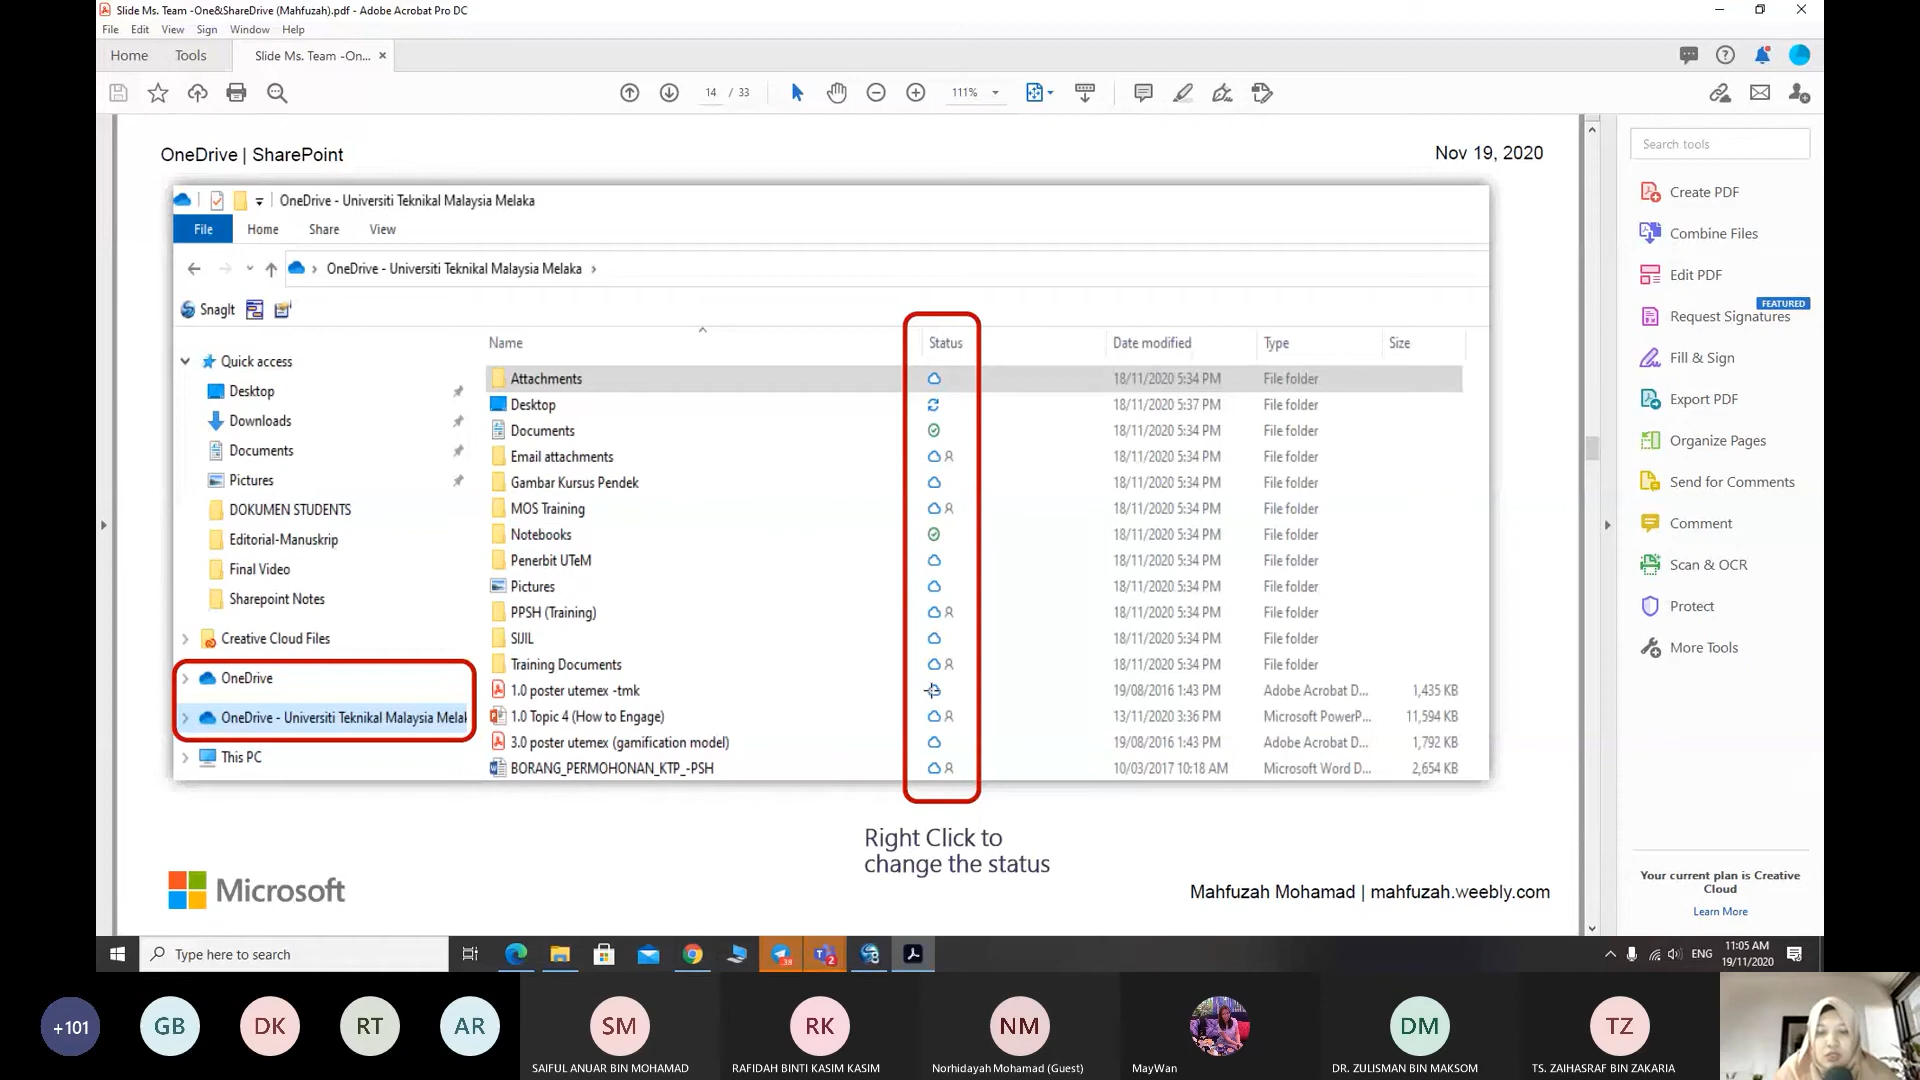 Slide Ms. Team -One&ShareDrive (Mahfuzah).pdf - Adobe Acrobat Pro DC
File Edit View Sign Window Help
Home Tools Slide Ms. Team -On... ×
14 / 33 111%
OneDrive | SharePoint Nov 19, 2020
OneDrive - Universiti Teknikal Malaysia Melaka
File Home Share View
OneDrive - Universiti Teknikal Malaysia Melaka
SnagIt
Name Status Date modified Type Size
Quick access
Desktop
Downloads
Documents
Pictures
DOKUMEN STUDENTS
Editorial-Manuskrip
Final Video
Sharepoint Notes
Creative Cloud Files
OneDrive
OneDrive - Universiti Teknikal Malaysia Melak
This PC
Attachments 18/11/2020 5:34 PM File folder
Desktop 18/11/2020 5:37 PM File folder
Documents 18/11/2020 5:34 PM File folder
Email attachments 18/11/2020 5:34 PM File folder
Gambar Kursus Pendek 18/11/2020 5:34 PM File folder
MOS Training 18/11/2020 5:34 PM File folder
Notebooks 18/11/2020 5:34 PM File folder
Penerbit UTeM 18/11/2020 5:34 PM File folder
Pictures 18/11/2020 5:34 PM File folder
PPSH (Training) 18/11/2020 5:34 PM File folder
SIJIL 18/11/2020 5:34 PM File folder
Training Documents 18/11/2020 5:34 PM File folder
1.0 poster utemex -tmk 19/08/2016 1:43 PM Adobe Acrobat D... 1,435 KB
1.0 Topic 4 (How to Engage) 13/11/2020 3:36 PM Microsoft PowerP... 11,594 KB
3.0 poster utemex (gamification model) 19/08/2016 1:43 PM Adobe Acrobat D... 1,792 KB
BORANG_PERMOHONAN_KTP_-PSH 10/03/2017 10:18 AM Microsoft Word D... 2,654 KB
Right Click to
change the status
Microsoft
Mahfuzah Mohamad | mahfuzah.weebly.com
Search tools
Create PDF
Combine Files
Edit PDF
FEATURED
Request Signatures
Fill & Sign
Export PDF
Organize Pages
Send for Comments
Comment
Scan & OCR
Protect
More Tools
Your current plan is Creative
Cloud
Learn More
Type here to search
38
2
ENG
11:05 AM
19/11/2020
+101 GB DK RT AR SM RK NM DM TZ
SAIFUL ANUAR BIN MOHAMAD RAFIDAH BINTI KASIM KASIM Norhidayah Mohamad (Guest) MayWan DR. ZULISMAN BIN MAKSOM TS. ZAIHASRAF BIN ZAKARIA